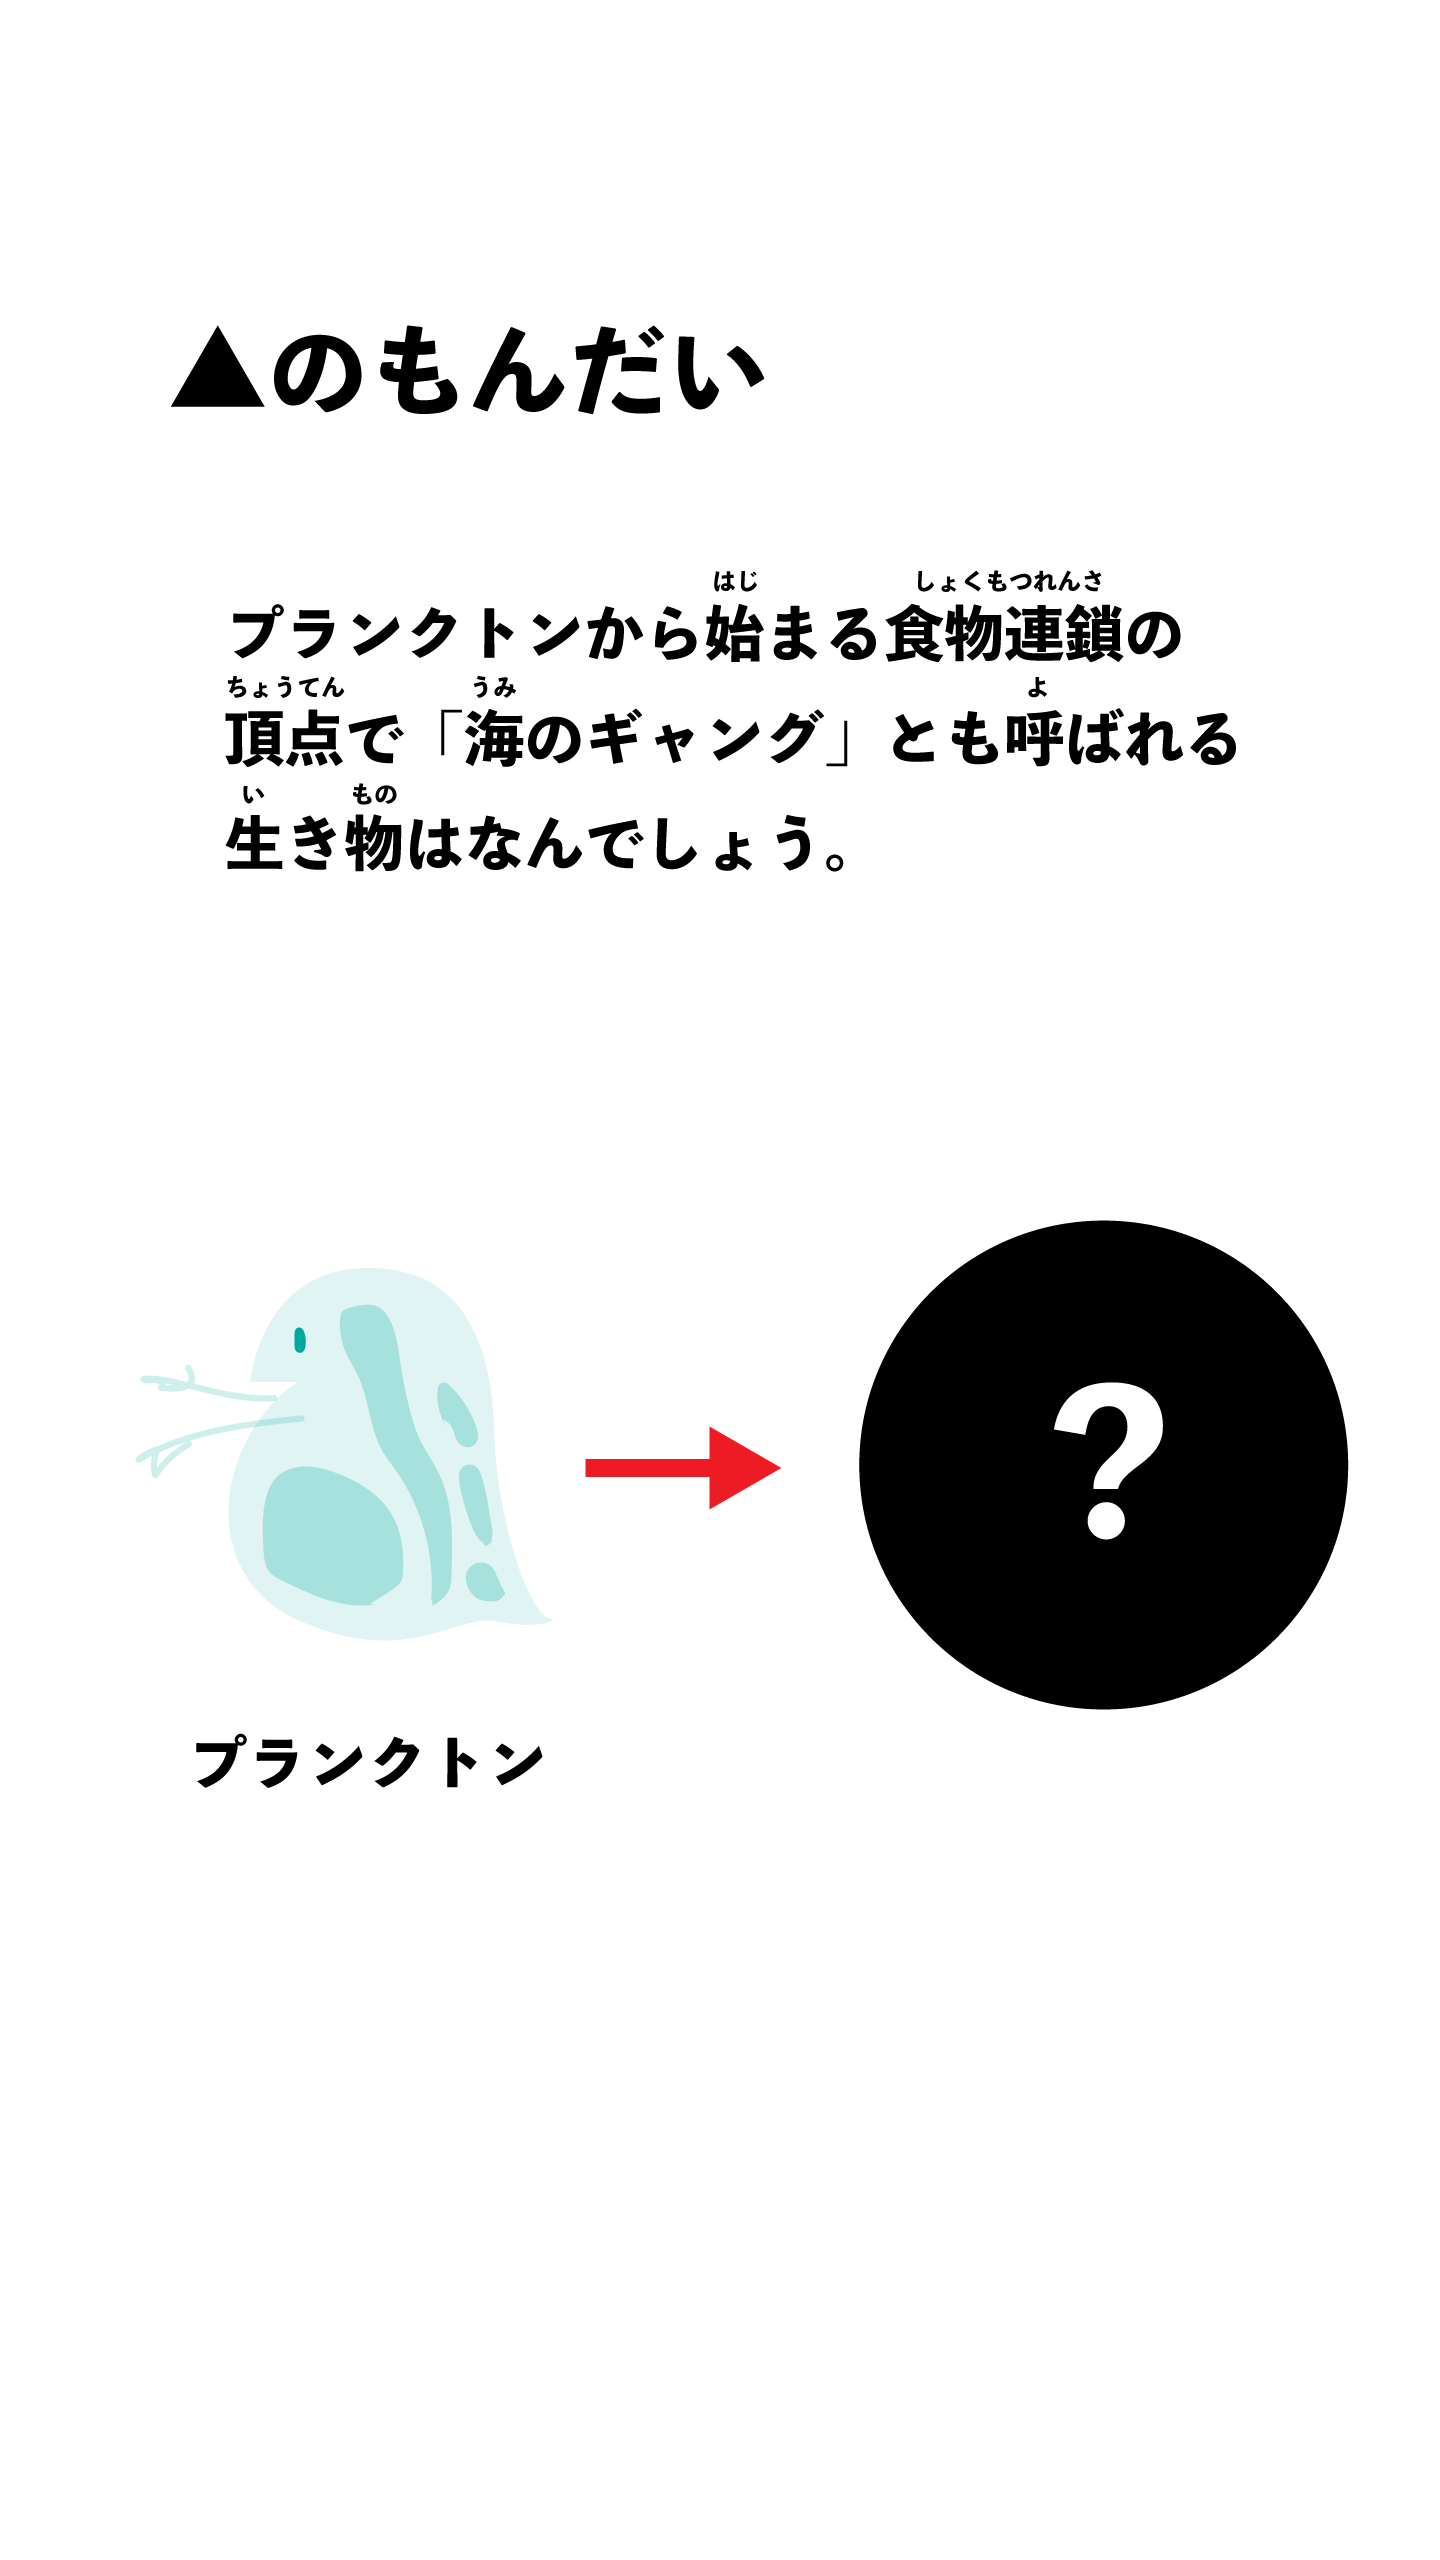 ▲のもんだい
はじ しょくもつれんさ
プランクトンから始まる食物連鎖の
ちょうてん うみ よ
頂点で「海のギャング」とも呼ばれる
い もの
生き物はなんでしょう。
?
プランクトン